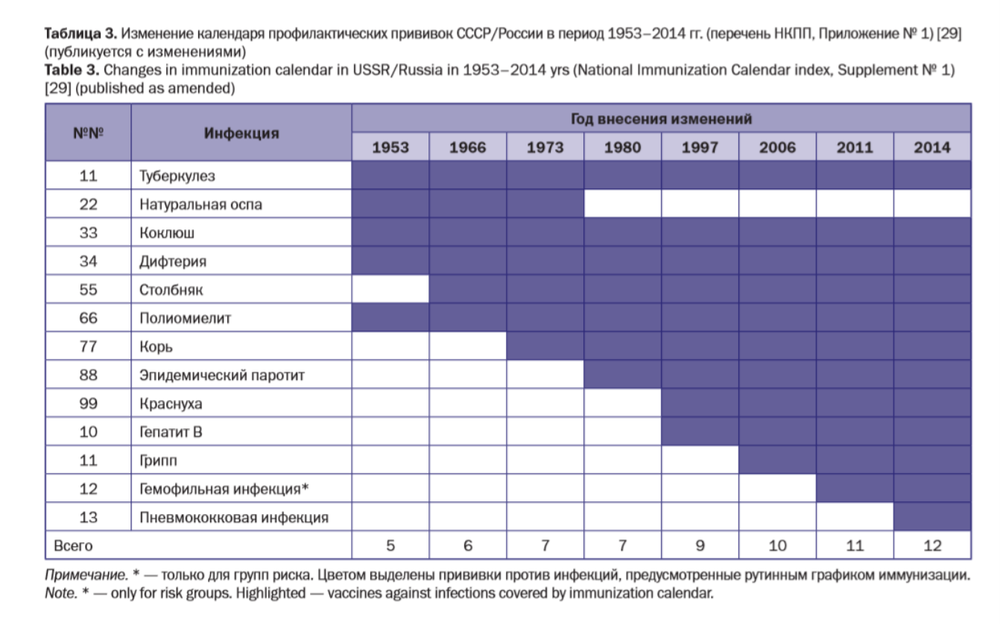 Таблица 3. Изменение календаря профилактических прививок СССР/России в период 1953–2014 гг. (перечень НКПП, Приложение № 1) [29]
(публикуется с изменениями)
Table 3. Changes in immunization calendar in USSR/Russia in 1953–2014 yrs (National Immunization Calendar index, Supplement № 1)
[29] (published as amended)
№№ Инфекция Год внесения изменений
1953 1966 1973 1980 1997 2006 2011 2014
11 Туберкулез
22 Натуральная оспа
33 Коклюш
34 Дифтерия
55 Столбняк
66 Полиомиелит
77 Корь
88 Эпидемический паротит
99 Краснуха
10 Гепатит В
11 Грипп
12 Гемофильная инфекция*
13 Пневмококковая инфекция
Всего 5 6 7 7 9 10 11 12
Примечание. * — только для групп риска. Цветом выделены прививки против инфекций, предусмотренные рутинным графиком иммунизации.
Note. * — only for risk groups. Highlighted — vaccines against infections covered by immunization calendar.